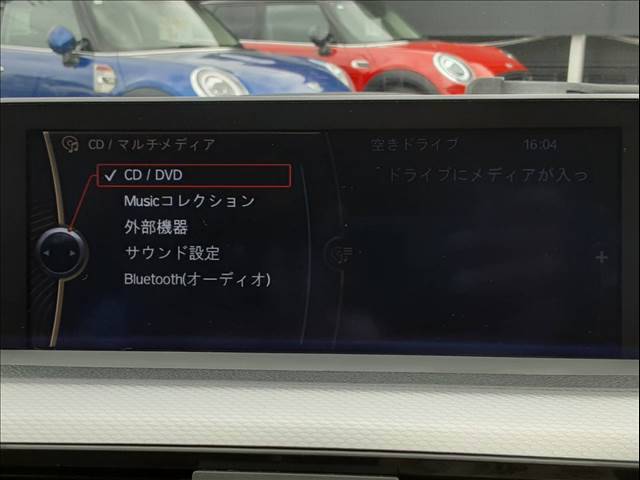 CD / マルチメディア
空きドライブ 16:04
✓ CD / DVD
ドライブにメディアが入っ
Musicコレクション
外部機器
サウンド設定
Bluetooth(オーディオ)